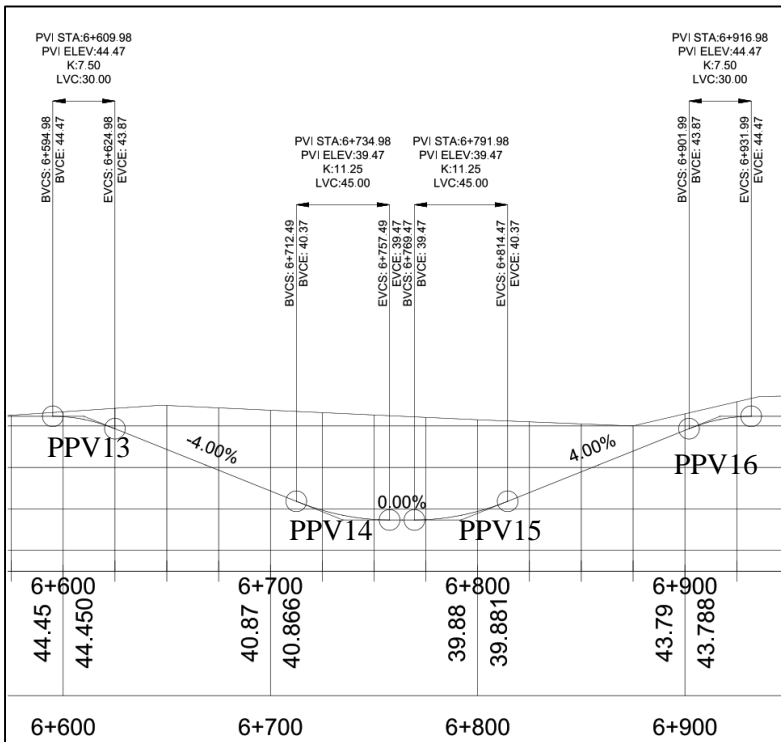 PVI STA:6+609.98
PVI ELEV:44.47
K:7.50
LVC:30.00
BVCS: 6+594.98
BVCE: 44.47
EVCS: 6+624.98
EVCE: 43.87
PVI STA:6+734.98
PVI ELEV:39.47
K:11.25
LVC:45.00
BVCS: 6+712.49
BVCE: 40.37
EVCS: 6+757.49
EVCE: 39.47
PVI STA:6+791.98
PVI ELEV:39.47
K:11.25
LVC:45.00
BVCS: 6+769.47
BVCE: 39.47
EVCS: 6+814.47
EVCE: 40.37
PVI STA:6+916.98
PVI ELEV:44.47
K:7.50
LVC:30.00
BVCS: 6+901.99
BVCE: 43.87
EVCS: 6+931.99
EVCE: 44.47
PPV13
-4.00%
PPV14
0.00%
PPV15
4.00%
PPV16
6+600
6+700
6+800
6+900
44.45
44.450
40.87
40.866
39.88
39.881
43.79
43.788
6+600
6+700
6+800
6+900